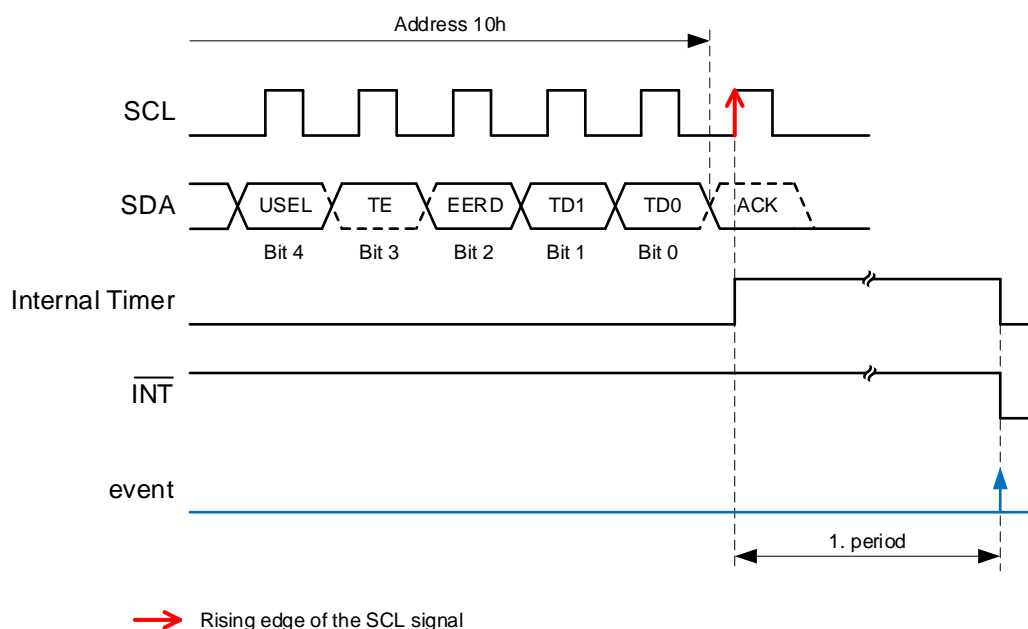 Address 10h
SCL
SDA USEL TE EERD TD1 TD0 ACK
Bit 4 Bit 3 Bit 2 Bit 1 Bit 0
Internal Timer
INT
event
1. period
Rising edge of the SCL signal